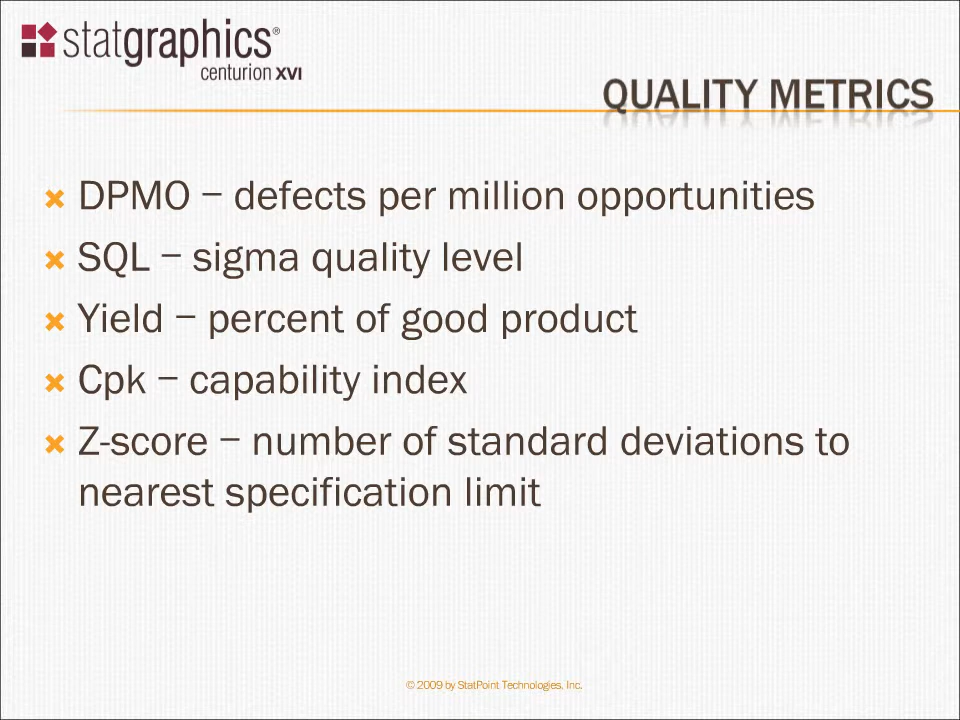 statgraphics®
centurion XVI
QUALITY METRICS
DPMO – defects per million opportunities
SQL – sigma quality level
Yield – percent of good product
Cpk – capability index
Z-score – number of standard deviations to
nearest specification limit
© 2009 by StatPoint Technologies, Inc.